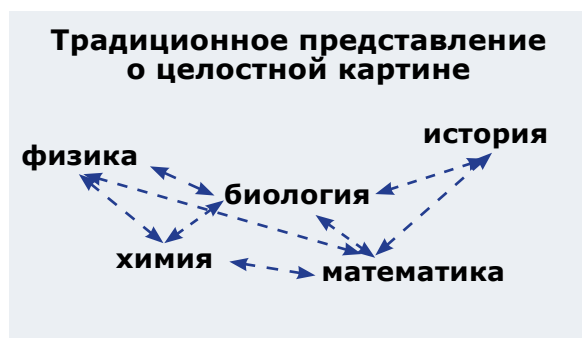 Традиционное представление
о целостной картине
история
физика
биология
химия
математика